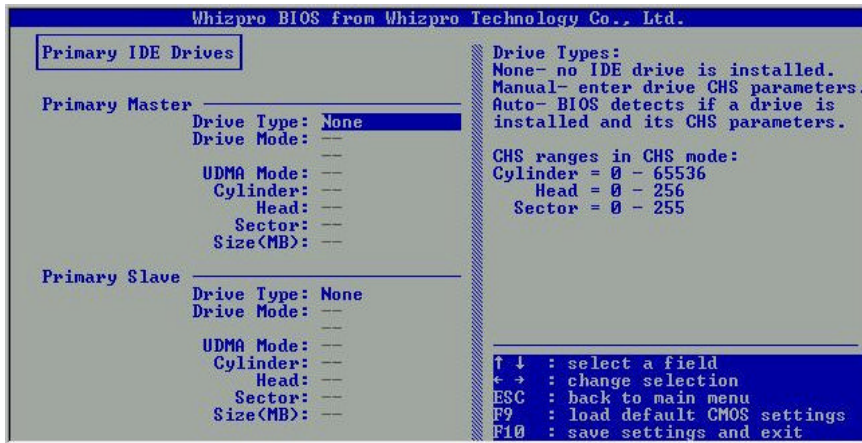 Whizpro BIOS from Whizpro Technology Co., Ltd.
Primary IDE Drives
Primary Master
Drive Type: None
Drive Mode: --
--
UDMA Mode: --
Cylinder: --
Head: --
Sector: --
Size(MB): --
Primary Slave
Drive Type: None
Drive Mode: --
--
UDMA Mode: --
Cylinder: --
Head: --
Sector: --
Size(MB): --
Drive Types:
None- no IDE drive is installed.
Manual- enter drive CHS parameters.
Auto- BIOS detects if a drive is
installed and its CHS parameters.
CHS ranges in CHS mode:
Cylinder = 0 - 65536
Head = 0 - 256
Sector = 0 - 255
↑ ↓ : select a field
← → : change selection
ESC : back to main menu
F9 : load default CMOS settings
F10 : save settings and exit